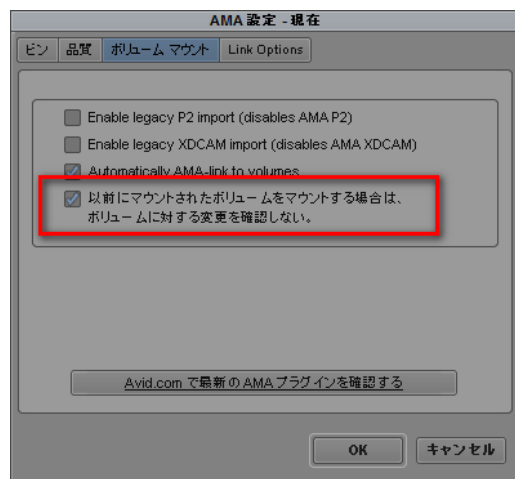 AMA 設定 - 現在
ビン 品質 ボリューム マウント Link Options
Enable legacy P2 import (disables AMA P2)
Enable legacy XDCAM import (disables AMA XDCAM)
Automatically AMA-link to volumes
以前にマウントされたボリュームをマウントする場合は、
ボリュームに対する変更を確認しない。
Avid.com で最新の AMA プラグインを確認する
OK キャンセル